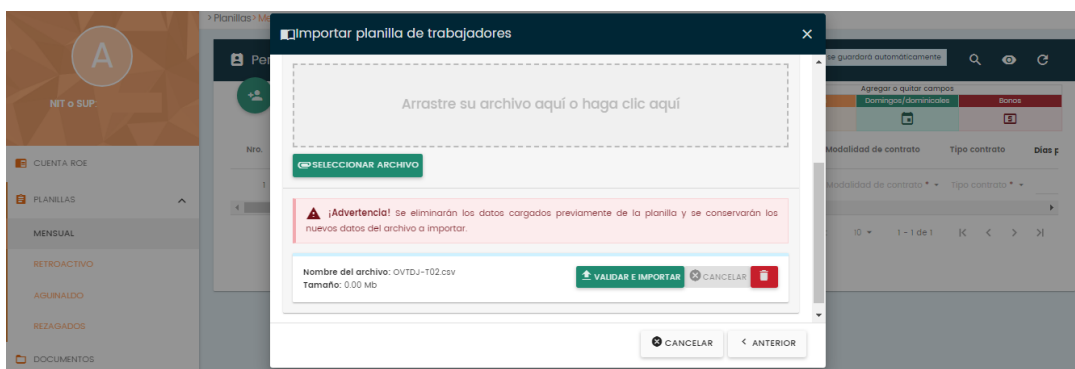 > Planillas > Me
Importar planilla de trabajadores
A
NIT o SUP
Per
se guardará automáticamente
Agregar o quitar campos
Domingos/dominicales
Bonos
Arrastre su archivo aquí o haga clic aquí
SELECCIONAR ARCHIVO
Nro.
Modalidad de contrato
Tipo contrato
Días p
1
Modalidad de contrato *
Tipo contrato *
CUENTA ROE
PLANILLAS
MENSUAL
RETROACTIVO
AGUINALDO
REZAGADOS
DOCUMENTOS
¡Advertencia! Se eliminarán los datos cargados previamente de la planilla y se conservarán los
nuevos datos del archivo a importar.
10
1 - 1 de 1
Nombre del archivo: OVTDJ-T02.csv
Tamaño: 0.00 Mb
VALIDAR E IMPORTAR
CANCELAR
CANCELAR
ANTERIOR